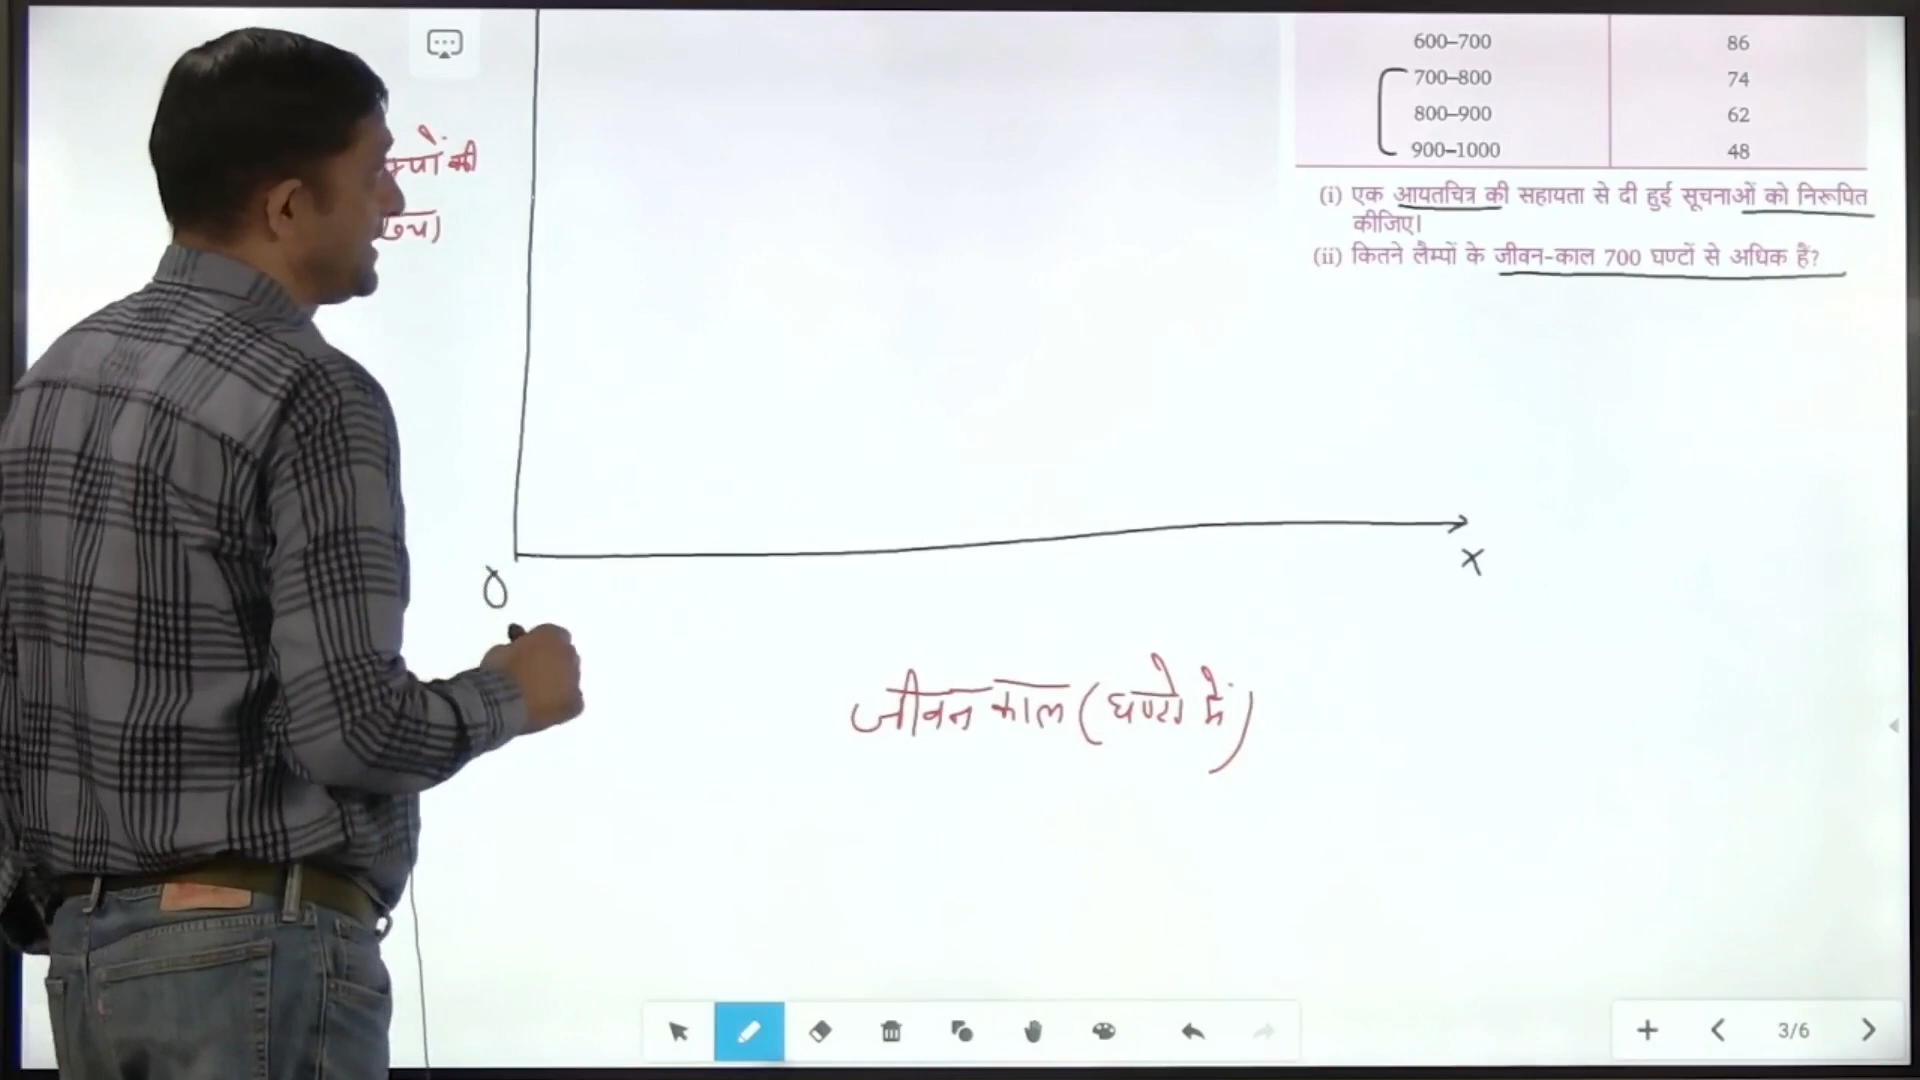 600–700 86
700–800 74
800–900 62
900–1000 48
(i) एक आयतचित्र की सहायता से दी हुई सूचनाओं को निरूपित
कीजिए।
(ii) कितने लैम्पों के जीवन-काल 700 घण्टों से अधिक हैं?
म्पों की
O
X
जीवन काल (घण्टो में)
3/6